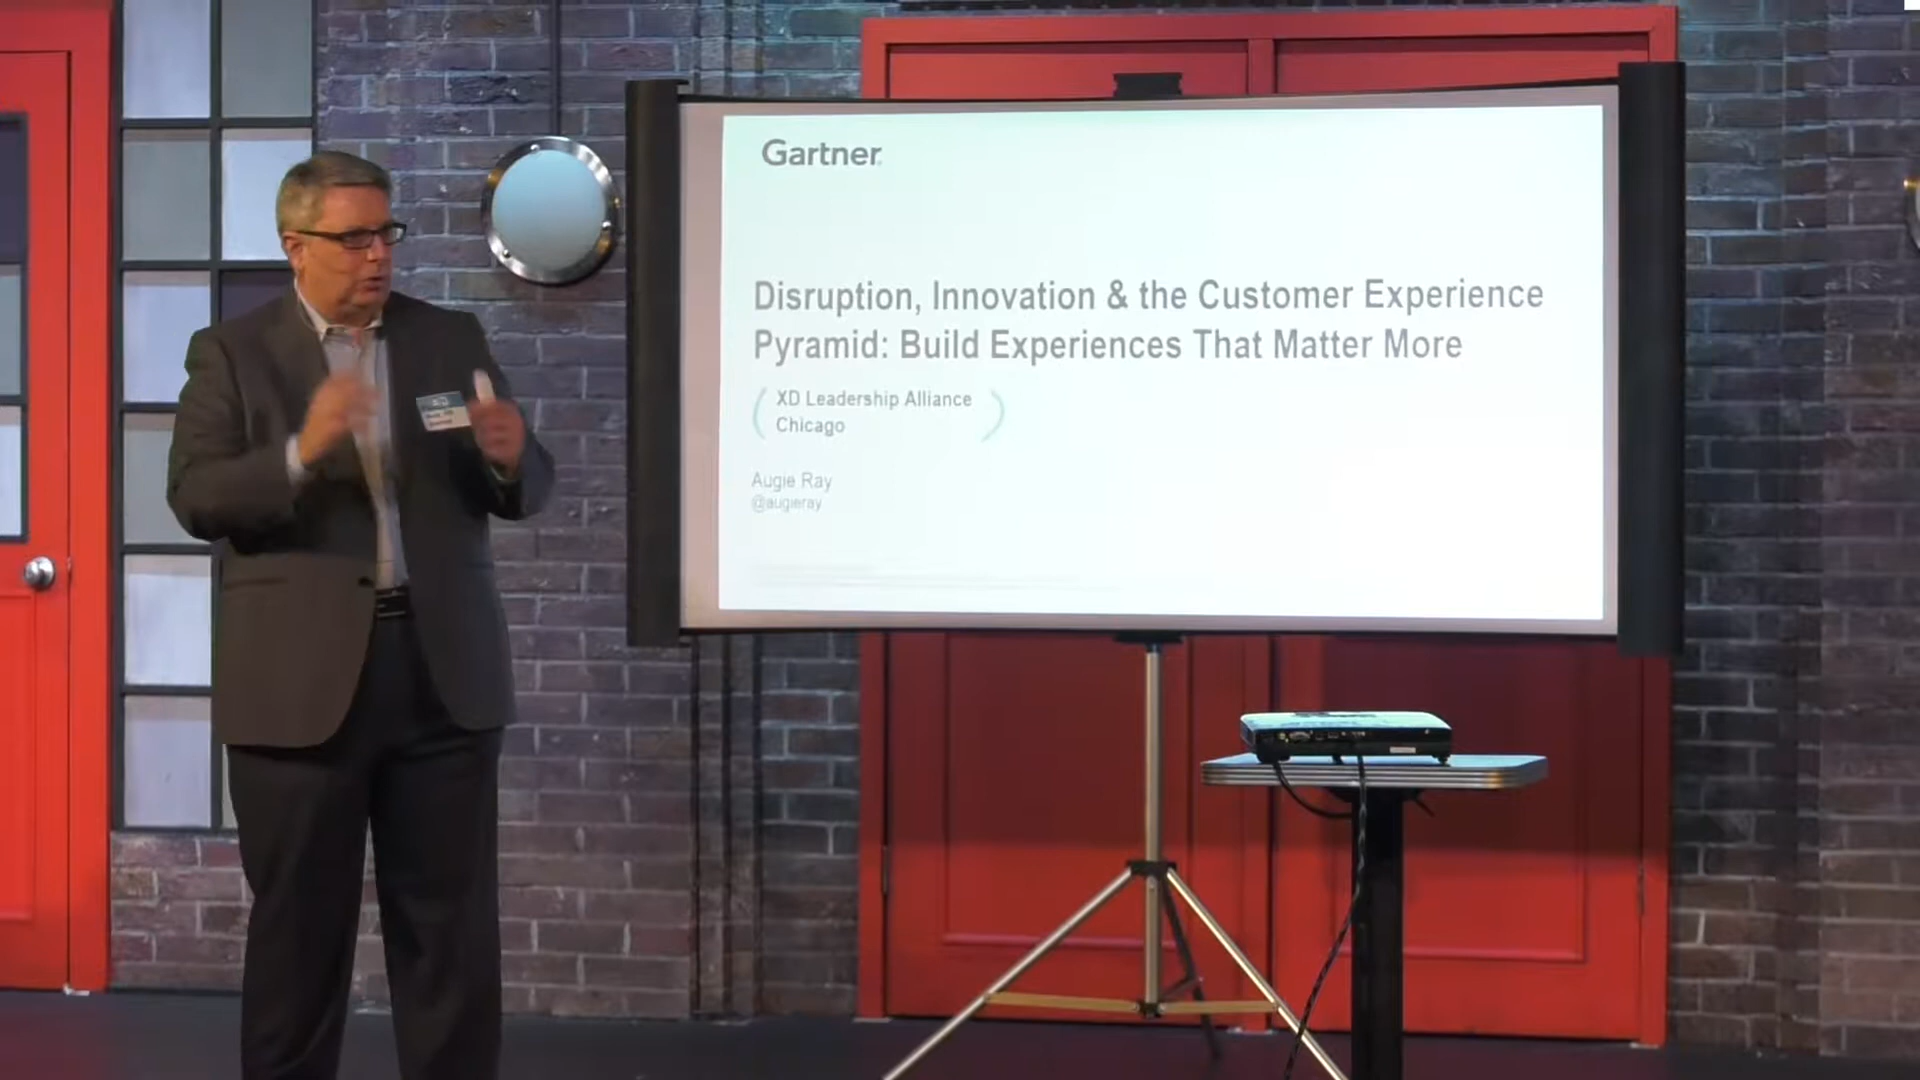 Gartner
Disruption, Innovation & the Customer Experience
Pyramid: Build Experiences That Matter More
XD Leadership Alliance
Chicago
Augie Ray
@augieray